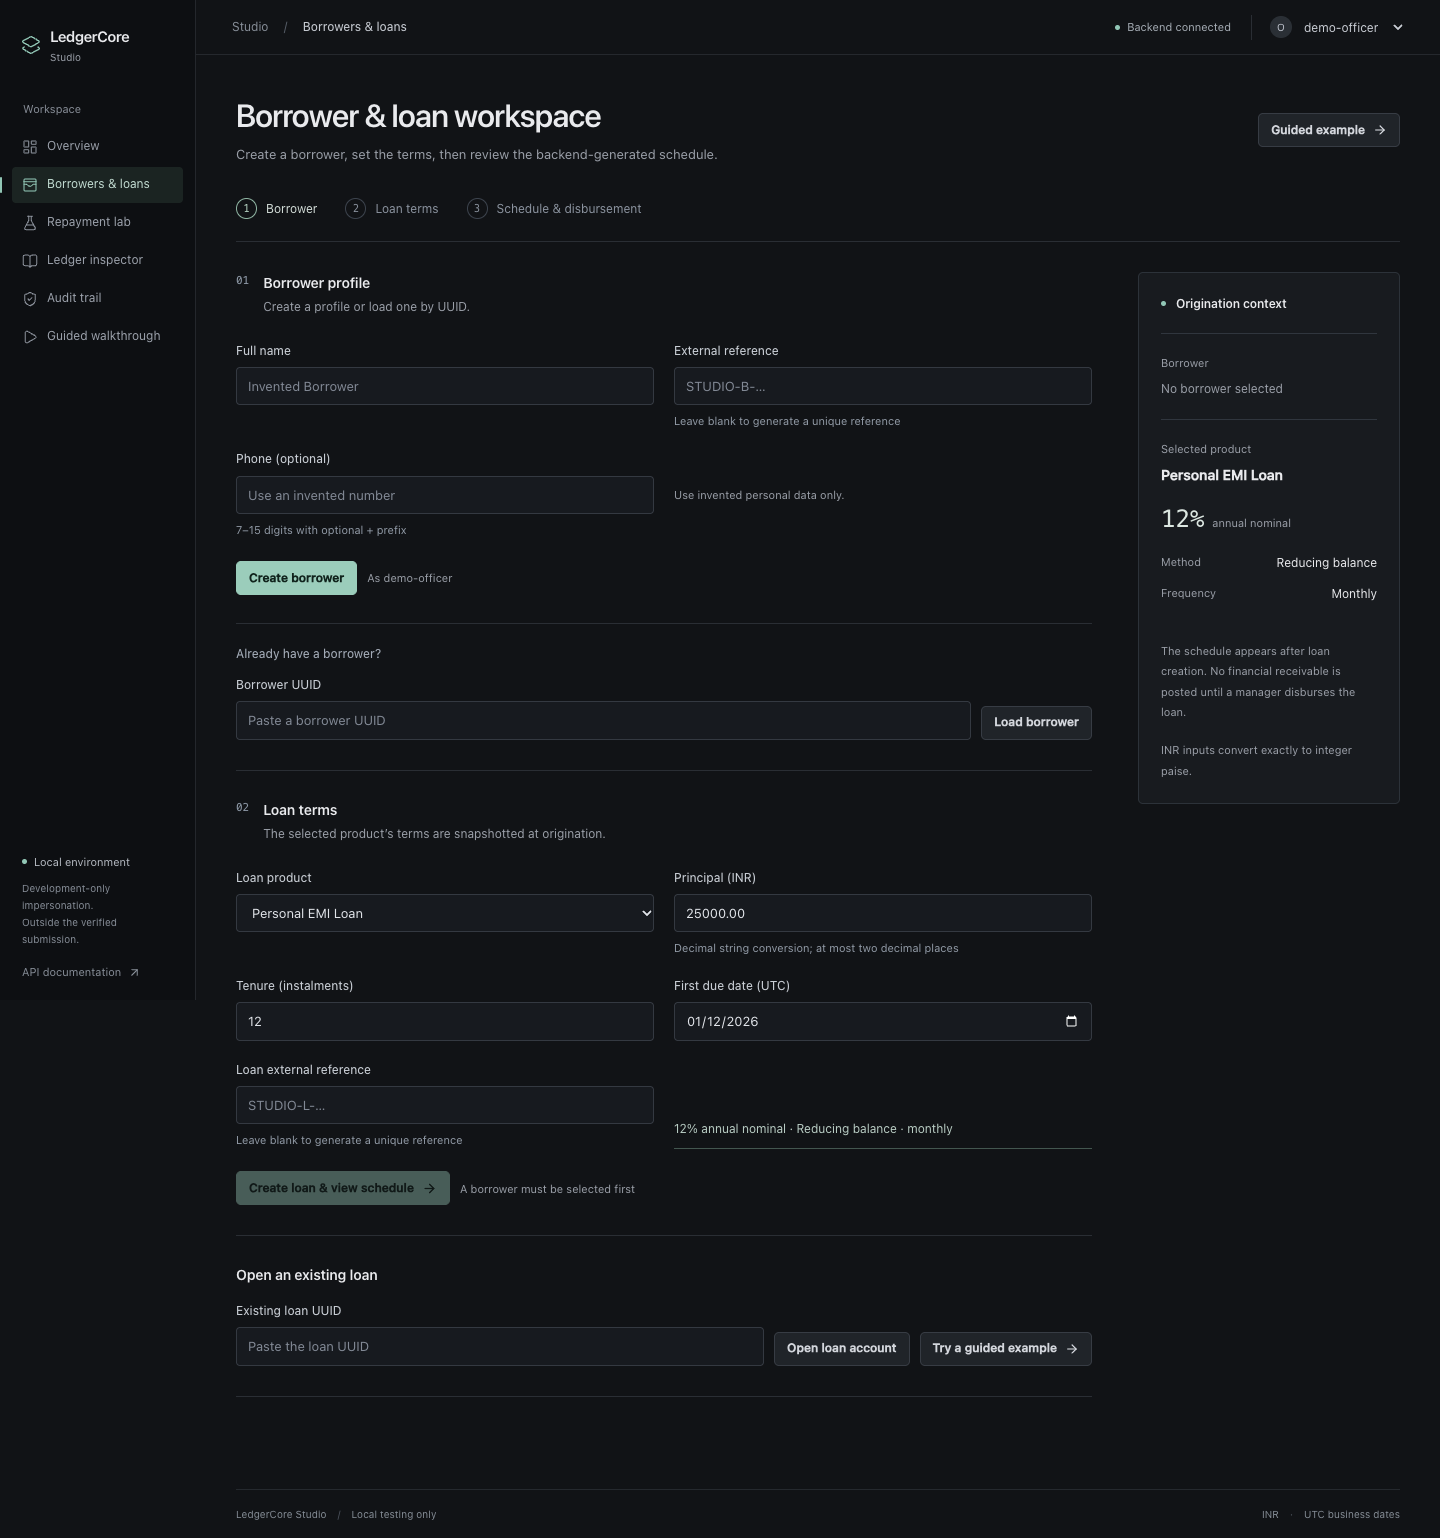 LedgerCore
Studio
Workspace
Overview
Borrowers & loans
Repayment lab
Ledger inspector
Audit trail
Guided walkthrough
Local environment
Development-only
impersonation.
Outside the verified
submission.
API documentation
Studio / Borrowers & loans
Backend connected
O demo-officer
Borrower & loan workspace
Create a borrower, set the terms, then review the backend-generated schedule.
Guided example
1 Borrower 2 Loan terms 3 Schedule & disbursement
01 Borrower profile
Create a profile or load one by UUID.
Full name
Invented Borrower
External reference
STUDIO-B-...
Leave blank to generate a unique reference
Phone (optional)
Use an invented number
7–15 digits with optional + prefix
Use invented personal data only.
Create borrower As demo-officer
Already have a borrower?
Borrower UUID
Paste a borrower UUID
Load borrower
02 Loan terms
The selected product's terms are snapshotted at origination.
Loan product
Personal EMI Loan
Principal (INR)
25000.00
Decimal string conversion; at most two decimal places
Tenure (instalments)
12
First due date (UTC)
01/12/2026
Loan external reference
STUDIO-L-...
Leave blank to generate a unique reference
12% annual nominal · Reducing balance · monthly
Create loan & view schedule A borrower must be selected first
Open an existing loan
Existing loan UUID
Paste the loan UUID
Open loan account
Try a guided example
Origination context
Borrower
No borrower selected
Selected product
Personal EMI Loan
12% annual nominal
Method Reducing balance
Frequency Monthly
The schedule appears after loan
creation. No financial receivable is
posted until a manager disburses the
loan.
INR inputs convert exactly to integer
paise.
LedgerCore Studio / Local testing only
INR · UTC business dates